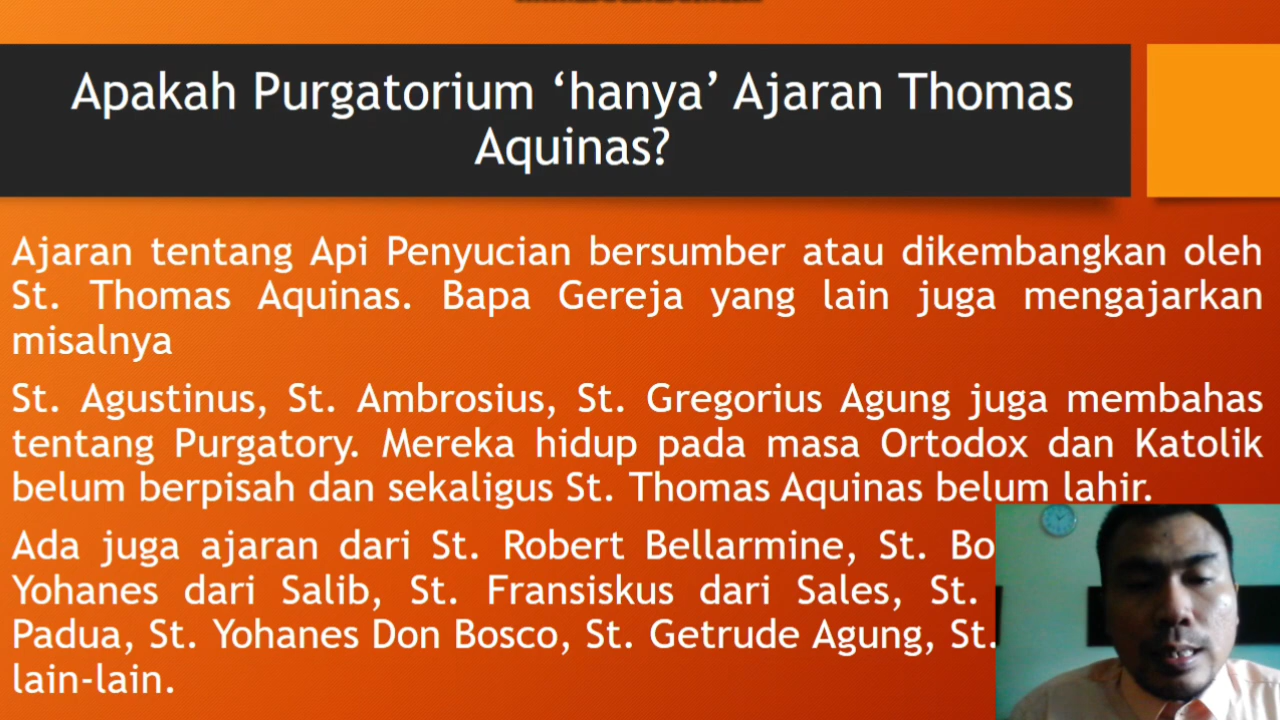 Apakah Purgatorium ‘hanya’ Ajaran Thomas
Aquinas?
Ajaran tentang Api Penyucian bersumber atau dikembangkan oleh
St. Thomas Aquinas. Bapa Gereja yang lain juga mengajarkan
misalnya
St. Agustinus, St. Ambrosius, St. Gregorius Agung juga membahas
tentang Purgatory. Mereka hidup pada masa Ortodox dan Katolik
belum berpisah dan sekaligus St. Thomas Aquinas belum lahir.
Ada juga ajaran dari St. Robert Bellarmine, St.
Yohanes dari Salib, St. Fransiskus dari Sales, St.
Padua, St. Yohanes Don Bosco, St. Getrude Agung, St.
lain-lain.